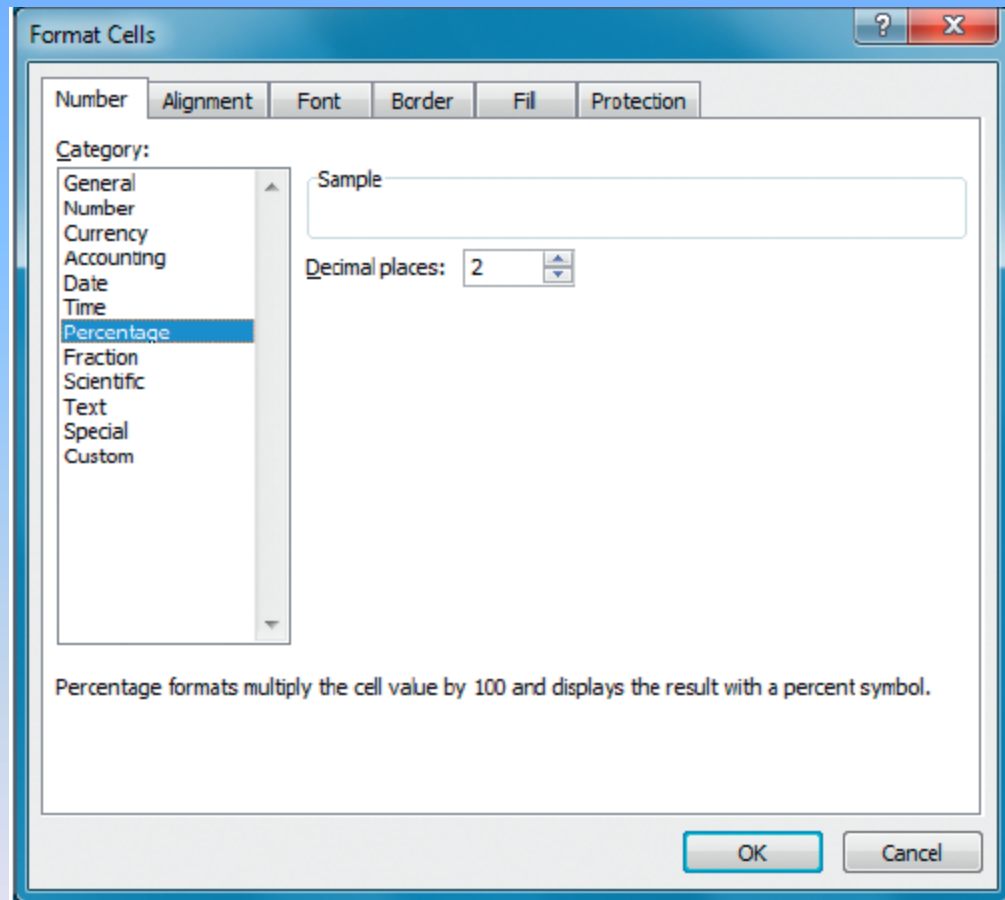 Format Cells
Number Alignment Font Border Fill Protection
Category:
General
Number
Currency
Accounting
Date
Time
Percentage
Fraction
Scientific
Text
Special
Custom
Sample
Decimal places: 2
Percentage formats multiply the cell value by 100 and displays the result with a percent symbol.
OK Cancel